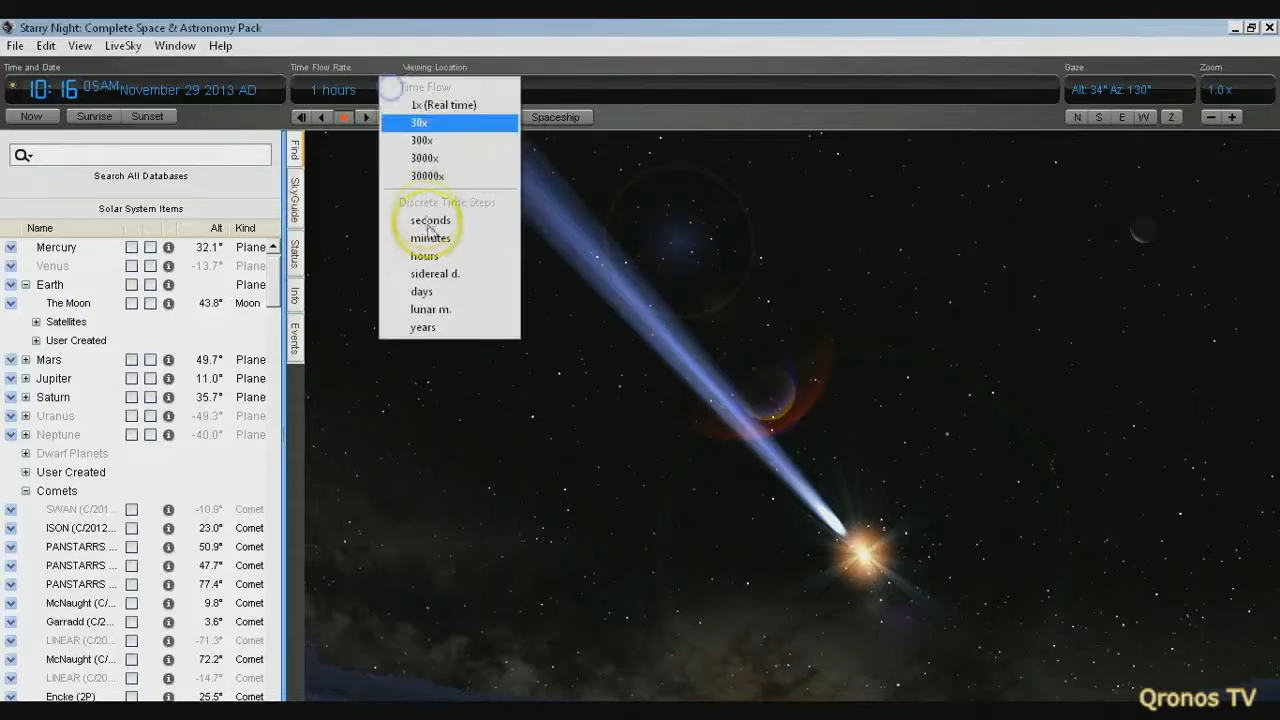 Starry Night: Complete Space & Astronomy Pack
File Edit View LiveSky Window Help
Time and Date
Time Flow Rate
Viewing Location
Gaze
Zoom
10:16 05AM November 29 2013 AD
1 hours
Alt: 34° Az: 130°
1.0 x
Now
Sunrise
Sunset
Spaceship
N S E W Z
Time Flow
1x (Real time)
30x
300x
3000x
30000x
Discrete Time Steps
seconds
minutes
hours
sidereal d.
days
lunar m.
years
Find
SkyGuide
Status
Info
Events
Search All Databases
Solar System Items
Name Alt Kind
Mercury 32.1° Plane
Venus -13.7° Plane
Earth Plane
The Moon 43.8° Moon
Satellites
User Created
Mars 49.7° Plane
Jupiter 11.0° Plane
Saturn 35.7° Plane
Uranus -49.3° Plane
Neptune -40.0° Plane
Dwarf Planets
User Created
Comets
SWAN (C/201... -10.9° Comet
ISON (C/2012... 23.0° Comet
PANSTARRS ... 50.9° Comet
PANSTARRS ... 47.7° Comet
PANSTARRS ... 77.4° Comet
McNaught (C/... 9.8° Comet
Garradd (C/2... 3.6° Comet
LINEAR (C/20... -71.3° Comet
McNaught (C/... 72.2° Comet
LINEAR (C/20... -14.7° Comet
Encke (2P) 25.5° Comet
Qronos TV